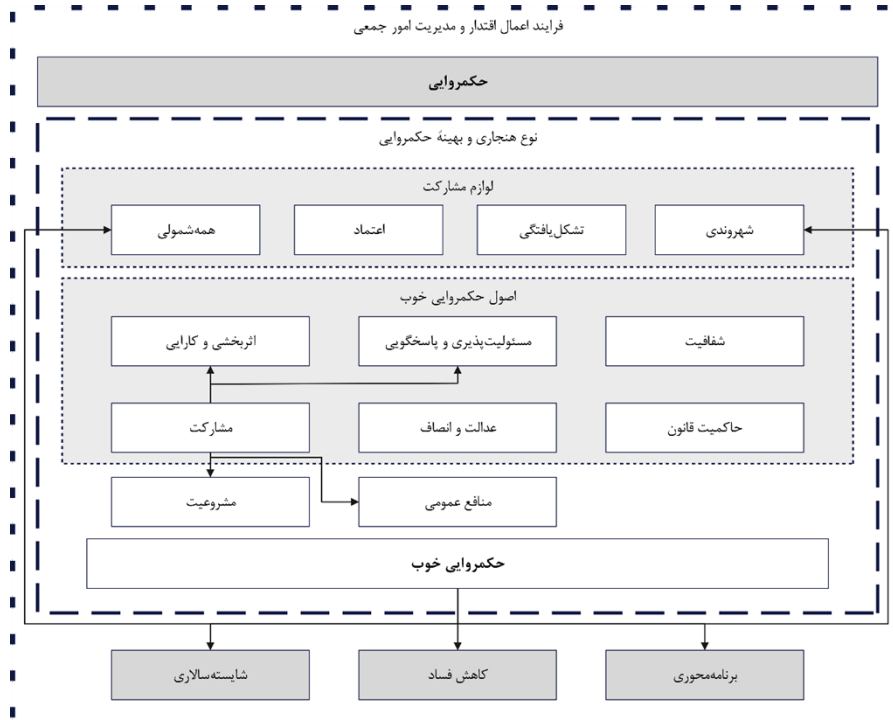 فرایند اعمال اقتدار و مدیریت امور جمعی
حکمروایی
نوع هنجاری و بهینهٔ حکمروایی
لوازم مشارکت
شهروندی
تشکل‌یافتگی
اعتماد
همه‌شمولی
اصول حکمروایی خوب
شفافیت
مسئولیت‌پذیری و پاسخگویی
اثربخشی و کارایی
حاکمیت قانون
عدالت و انصاف
مشارکت
منافع عمومی
مشروعیت
حکمروایی خوب
برنامه‌محوری
کاهش فساد
شایسته‌سالاری